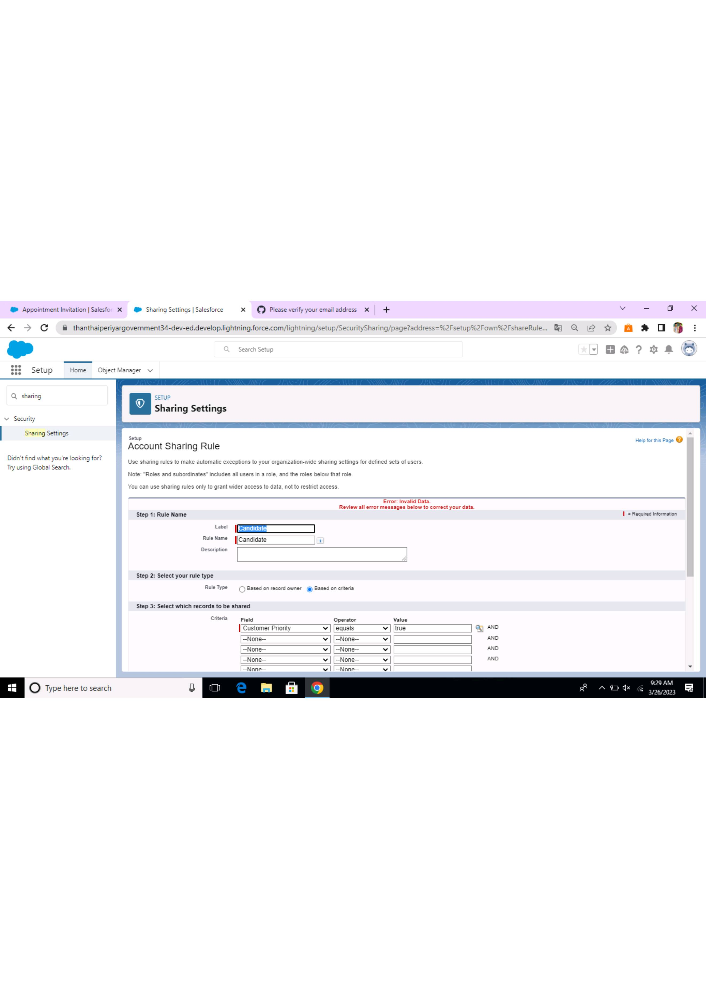 Appointment Invitation | Salesfor
Sharing Settings | Salesforce
Please verify your email address
thanthaiperiyargovernment34-dev-ed.develop.lightning.force.com/lightning/setup/SecuritySharing/page?address=%2Fsetup%2Fown%2FshareRule...
Search Setup
Setup
Home
Object Manager
sharing
Security
Sharing Settings
Didn't find what you're looking for?
Try using Global Search.
SETUP
Sharing Settings
Setup
Account Sharing Rule
Help for this Page
Use sharing rules to make automatic exceptions to your organization-wide sharing settings for defined sets of users.
Note: "Roles and subordinates" includes all users in a role, and the roles below that role.
You can use sharing rules only to grant wider access to data, not to restrict access.
Error: Invalid Data.
Review all error messages below to correct your data.
Step 1: Rule Name
= Required Information
Label Candidate
Rule Name Candidate
Description
Step 2: Select your rule type
Rule Type Based on record owner Based on criteria
Step 3: Select which records to be shared
Criteria Field Operator Value
Customer Priority equals true AND
--None-- --None-- AND
--None-- --None-- AND
--None-- --None-- AND
--None-- --None--
Type here to search
9:29 AM
3/26/2023